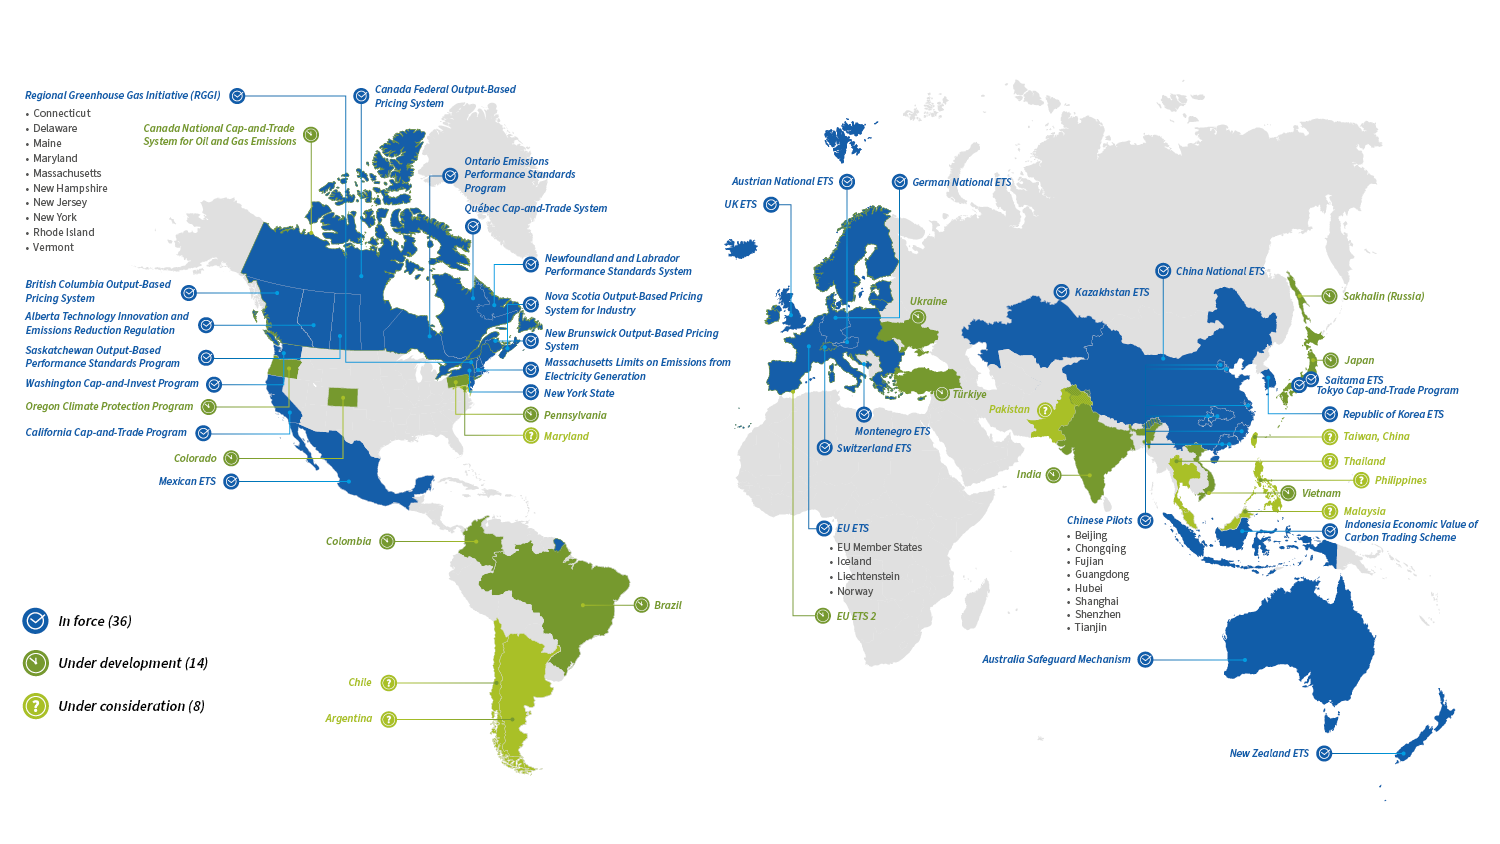 Regional Greenhouse Gas Initiative (RGGI)
• Connecticut
• Delaware
• Maine
• Maryland
• Massachusetts
• New Hampshire
• New Jersey
• New York
• Rhode Island
• Vermont
Canada National Cap-and-Trade
System for Oil and Gas Emissions
Canada Federal Output-Based
Pricing System
Ontario Emissions
Performance Standards
Program
Québec Cap-and-Trade System
Newfoundland and Labrador
Performance Standards System
Nova Scotia Output-Based Pricing
System for Industry
New Brunswick Output-Based Pricing
System
Massachusetts Limits on Emissions from
Electricity Generation
New York State
Pennsylvania
? Maryland
British Columbia Output-Based
Pricing System
Alberta Technology Innovation and
Emissions Reduction Regulation
Saskatchewan Output-Based
Performance Standards Program
Washington Cap-and-Invest Program
Oregon Climate Protection Program
California Cap-and-Trade Program
Colorado
Mexican ETS
Colombia
Brazil
Chile ?
Argentina ?
In force (36)
Under development (14)
? Under consideration (8)
Austrian National ETS
German National ETS
UK ETS
Ukraine
Türkiye
Montenegro ETS
Switzerland ETS
EU ETS
• EU Member States
• Iceland
• Liechtenstein
• Norway
EU ETS 2
China National ETS
Kazakhstan ETS
Pakistan ?
India
Chinese Pilots
• Beijing
• Chongqing
• Fujian
• Guangdong
• Hubei
• Shanghai
• Shenzhen
• Tianjin
Sakhalin (Russia)
Japan
Saitama ETS
Tokyo Cap-and-Trade Program
Republic of Korea ETS
? Taiwan, China
? Thailand
? Philippines
Vietnam
? Malaysia
Indonesia Economic Value of
Carbon Trading Scheme
Australia Safeguard Mechanism
New Zealand ETS